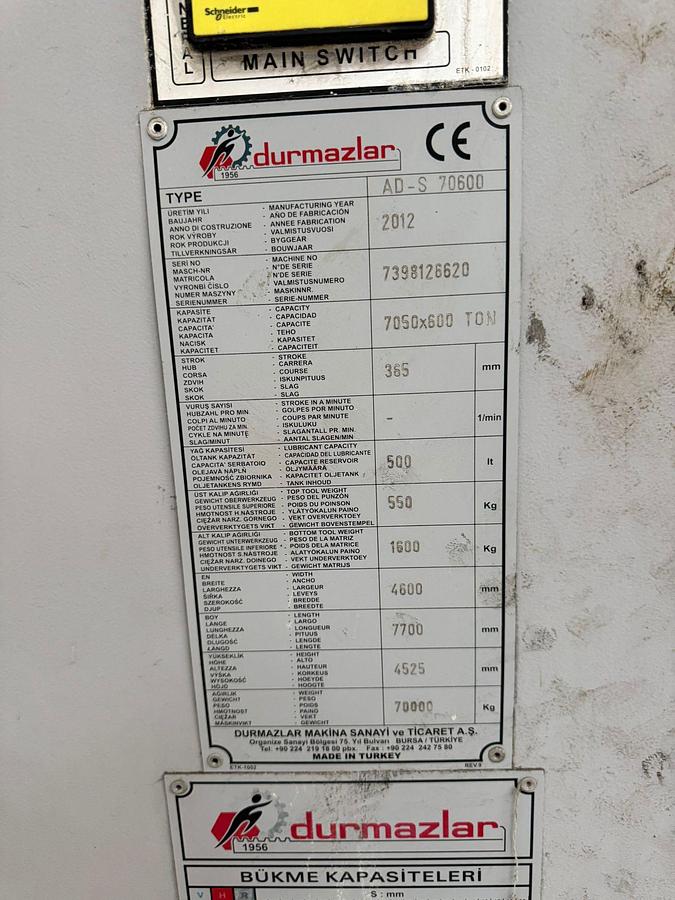 Schneider
Electric
MAIN SWITCH
ETK - 0102
durmazlar
1956
CE
TYPE
AD-S 70600
ÜRETİM YILI - MANUFACTURING YEAR
BAUJAHR - AÑO DE FABRICACIÓN
ANNO DI COSTRUZIONE - ANNEE FABRICATION
ROK VÝROBY - VALMISTUSVUOSI
ROK PRODUKCJI - BYGGEAR
TILLVERKNINGSÅR - BOUWJAAR
2012
SERİ NO - MACHINE NO
MASCH-NR - N°DE SERIE
MATRICOLA - N°DE SERIE
VYRONBİ ČİSLO - VALMISTUSNUMERO
NUMER MASZYNY - MASKINNR.
SERIENUMMER - SERIE-NUMMER
7398126620
KAPASİTE - CAPACITY
KAPAZITÄT - CAPACIDAD
CAPACITA' - CAPACITE
KAPACITA - TEHO
NACISK - KAPASITET
KAPACITET - CAPACITEIT
7050x600 TON
STROK - STROKE
HUB - CARRERA
CORSA - COURSE
ZDVIH - ISKUNPITUUS
SKOK - SLAG
SKOK - SLAG
365
mm
VURUŞ SAYISI - STROKE IN A MINUTE
HUBZAHL PRO MIN. - GOLPES POR MINUTO
COLPI AL MINUTO - COUPS PAR MINUTE
POČET ZDVIHU ZA MIN. - ISKULUKU
CYKLE NA MINUTĘ - SLAGANTALL PR. MIN.
SLAG/MINUT - AANTAL SLAGEN/MIN
-
1/min
YAĞ KAPASİTESİ - LUBRICANT CAPACITY
ÖLTANK KAPAZITÄT - CAPACIDAD DEL LUBRICANTE
CAPACITA' SERBATOIO - CAPACITE RESERVOIR
OLEJAVÁ NÁPLŇ - ÖLJYMÄÄRÄ
POJEMNOŚĆ ZBIORNIKA - KAPACITET OLJETANK
OLJETANKENS RYMD - TANK INHOUD
500
lt
ÜST KALIP AĞIRLIĞI - TOP TOOL WEIGHT
GEWICHT OBERWERKZEUG - PESO DEL PUNZÓN
PESO UTENSILE SUPERIORE - POIDS DU POINSON
HMOTNOST H.NÁSTROJE - YLÄTYÖKALUN PAINO
CIĘŻAR NARZ. GÓRNEGO - VEKT OVERVERKTOEY
OVERVERKTYGETS VIKT - GEWICHT BOVENSTEMPEL
550
Kg
ALT KALIP AĞIRLIĞI - BOTTOM TOOL WEIGHT
GEWICHT UNTERWERKZEUG - PESO DE LA MATRIZ
PESO UTENSILE INFERIORE - POIDS DELA MATRICE
HMOTNOST S.NÁSTROJE - ALATYÖKALUN PAINO
CIĘŻAR NARZ. DOINEGO - VEKT UNDERVERKTOEY
UNDERVERKTYGETS VIKT - GEWICHT MATRIJS
1600
Kg
EN - WIDTH
BREITE - ANCHO
LARGHEZZA - LARGEUR
ŠIŘKA - LEVEYS
SZEROKOŚĆ - BREDDE
DJUP - BREEDTE
4600
mm
BOY - LENGTH
LÄNGE - LARGO
LUNGHEZZA - LONGUEUR
DÉLKA - PITUUS
DŁUGOŚĆ - LENGDE
LÄNGD - LENGTE
7700
mm
YÜKSEKLİK - HEIGHT
HÖHE - ALTO
ALTEZZA - HAUTEUR
VÝŠKA - KORKEUS
WYSOKOŚĆ - HOEYDE
HÖJD - HOOGTE
4525
mm
AĞIRLIK - WEIGHT
GEWICHT - PESO
PESO - POIDS
HMOTNOST - PAINO
CIĘŻAR - VEKT
MASKINVIKT - GEWICHT
70000
Kg
DURMAZLAR MAKİNA SANAYİ ve TİCARET A.Ş.
Organize Sanayi Bölgesi 75. Yıl Bulvarı BURSA / TÜRKİYE
Tel: +90 224 219 18 00 pbx. Fax : +90 224 242 75 80
MADE IN TURKEY
ETK-1002
REV.9
durmazlar
1956
BÜKME KAPASİTELERİ
V H R S : mm